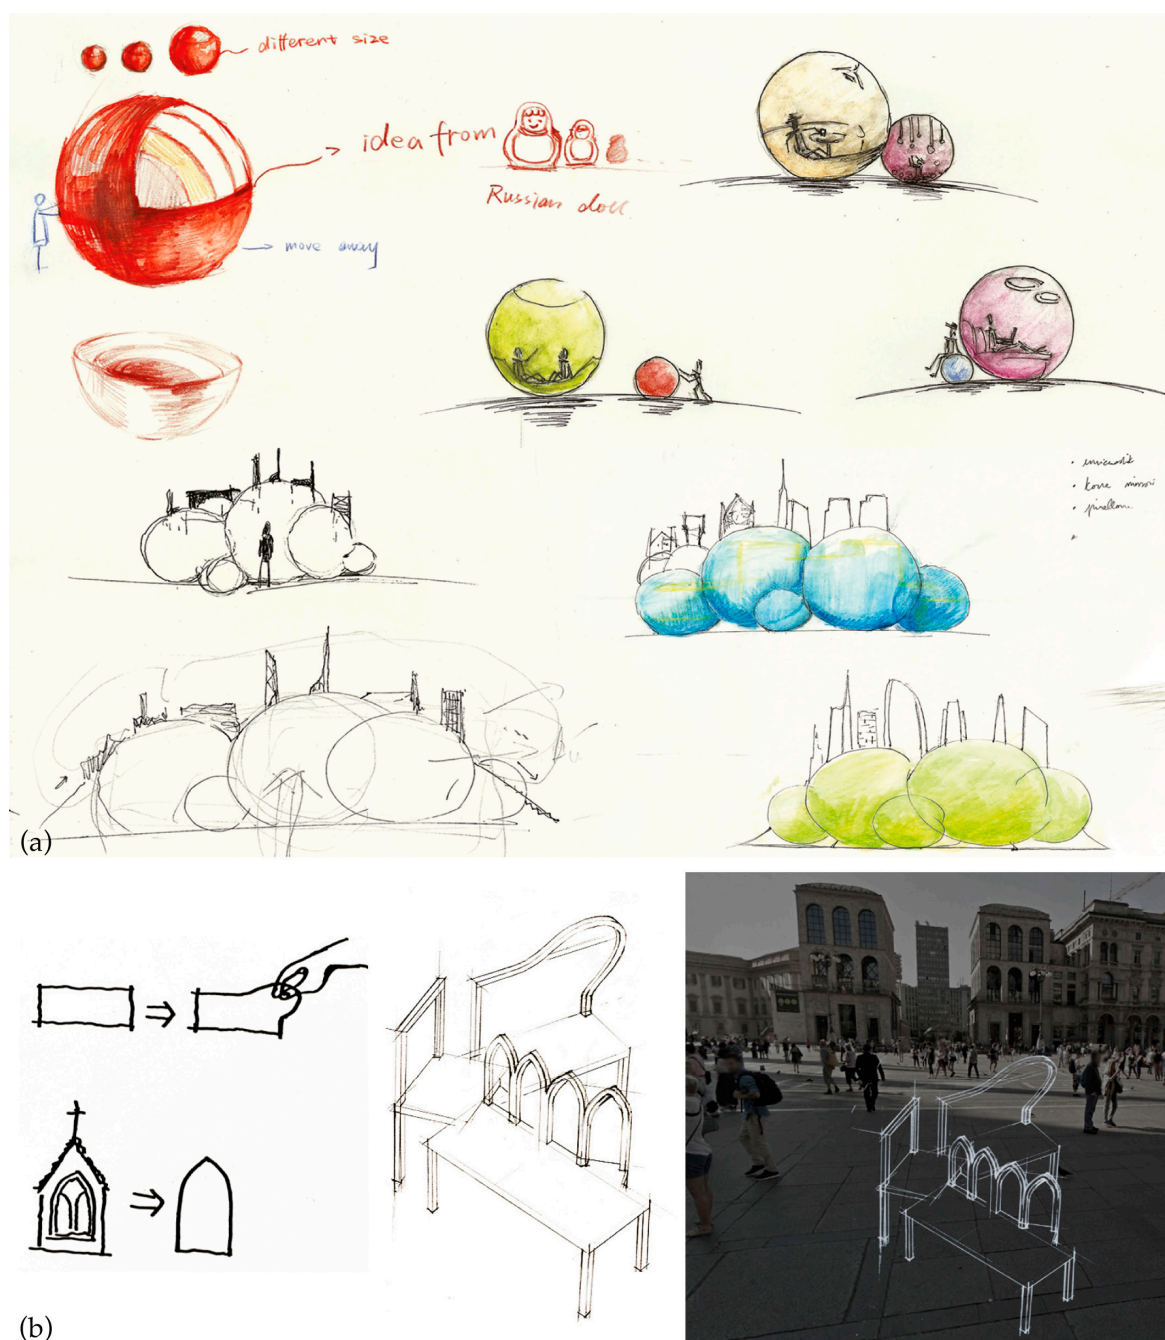 different size
idea from
Russian doll
move away
(a)
(b)